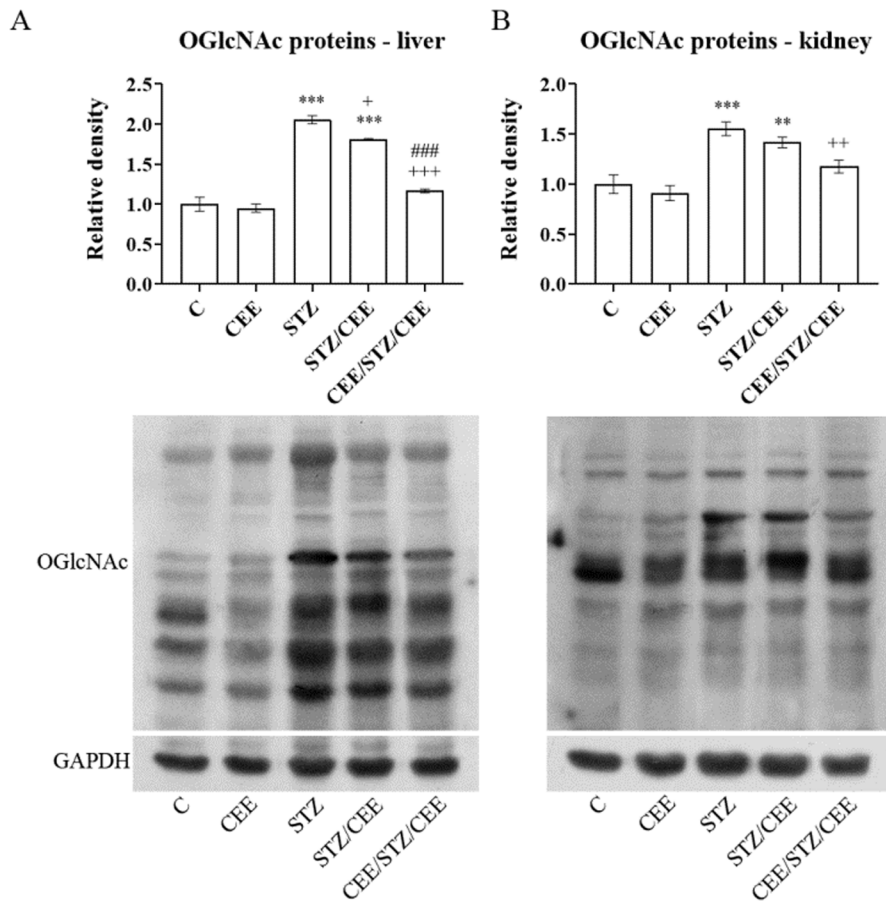 A
OGlcNAc proteins - liver
Relative density
2.5
2.0
1.5
1.0
0.5
0.0
***
+
***
###
+++
C
CEE
STZ
STZ/CEE
CEE/STZ/CEE
B
OGlcNAc proteins - kidney
Relative density
2.0
1.5
1.0
0.5
0.0
***
**
++
C
CEE
STZ
STZ/CEE
CEE/STZ/CEE
OGlcNAc
GAPDH
C
CEE
STZ
STZ/CEE
CEE/STZ/CEE
C
CEE
STZ
STZ/CEE
CEE/STZ/CEE